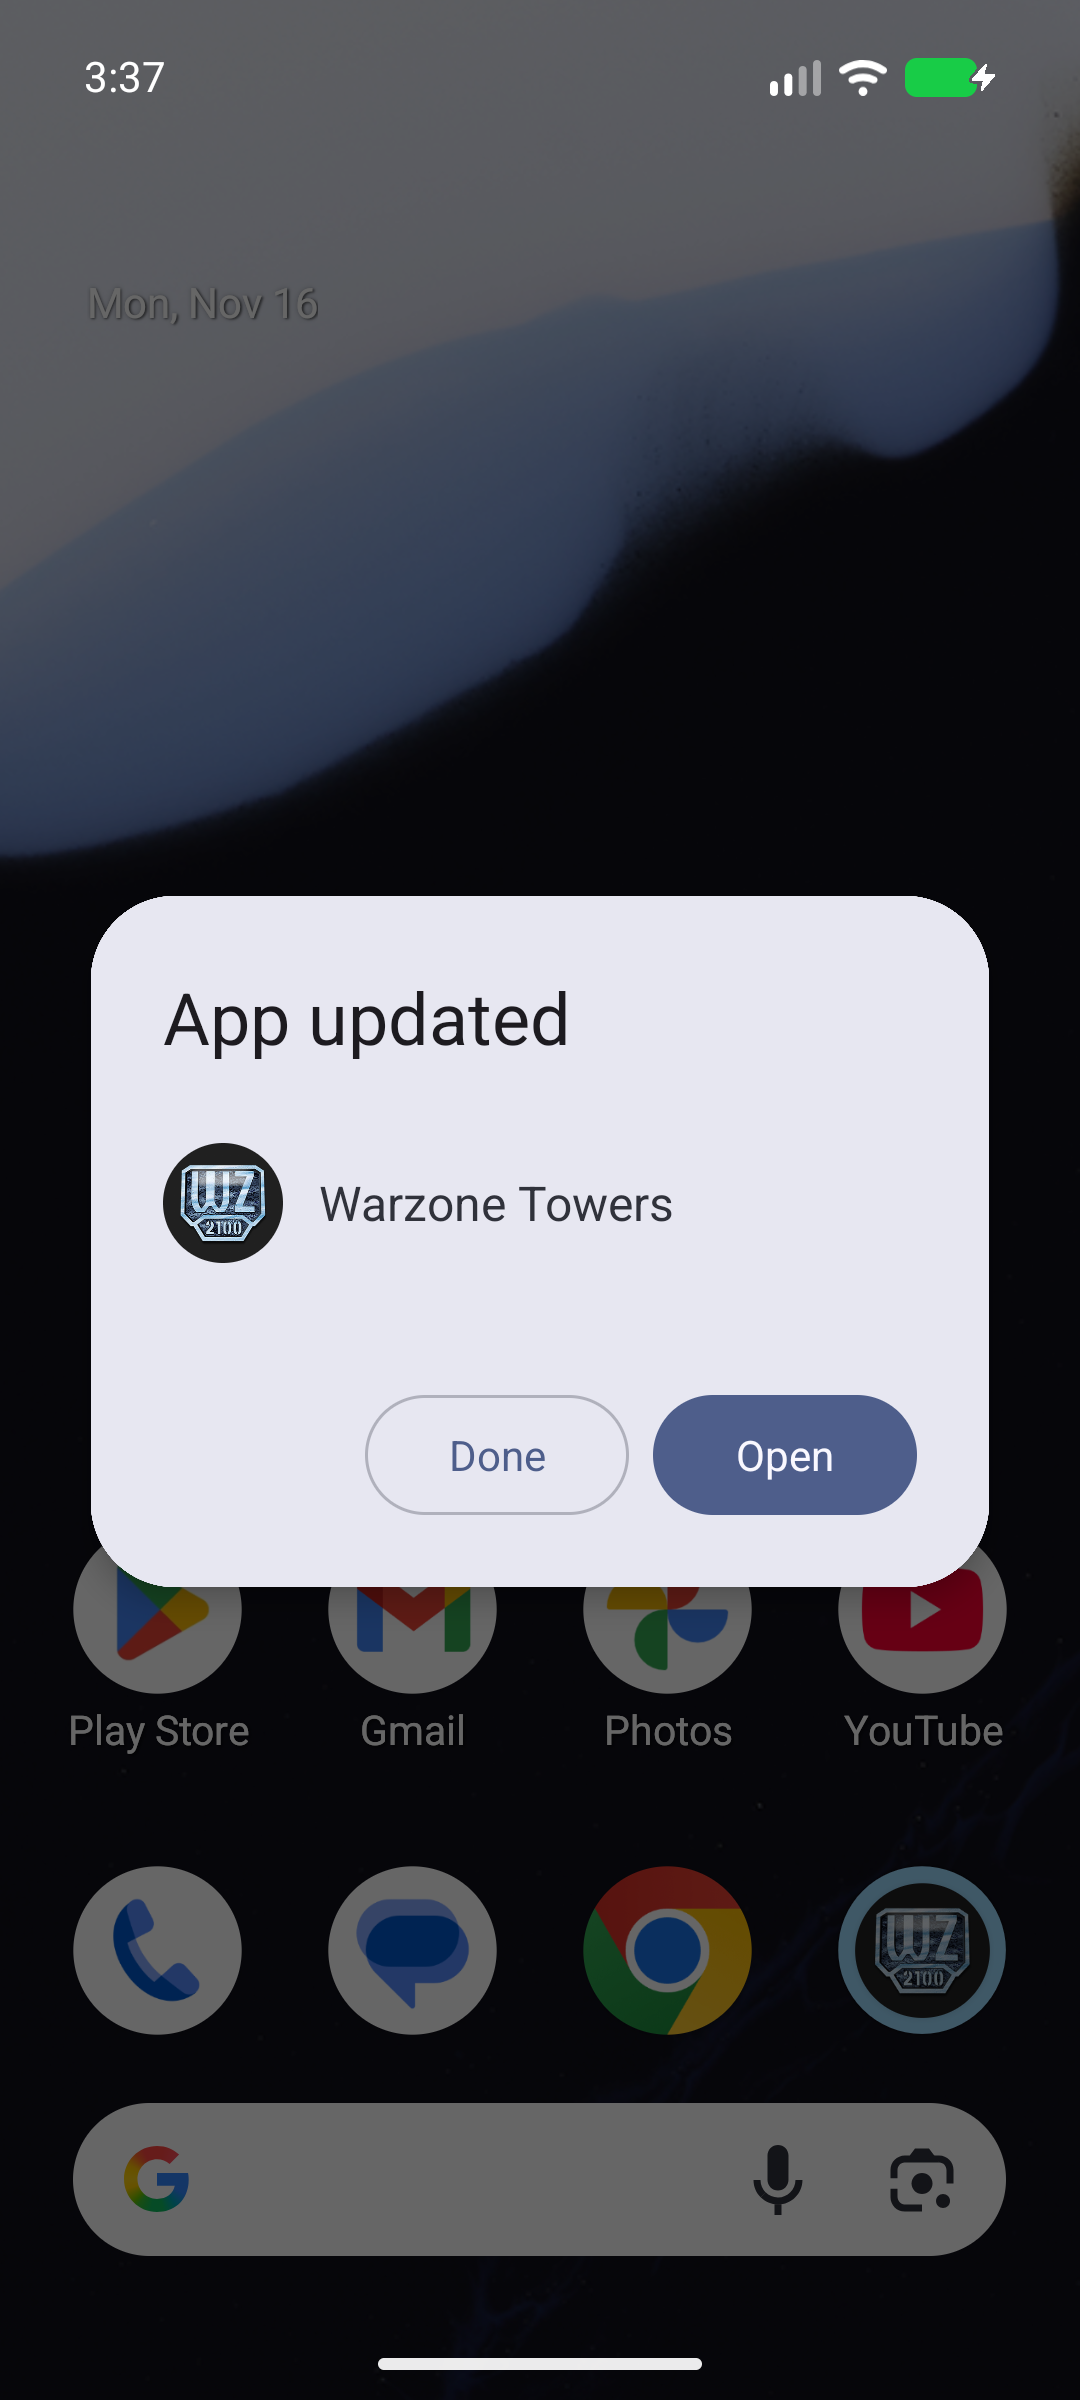 3:37
Mon, Nov 16
App updated
WZ
2100
Warzone Towers
Done
Open
Play Store
Gmail
Photos
YouTube
WZ
2100